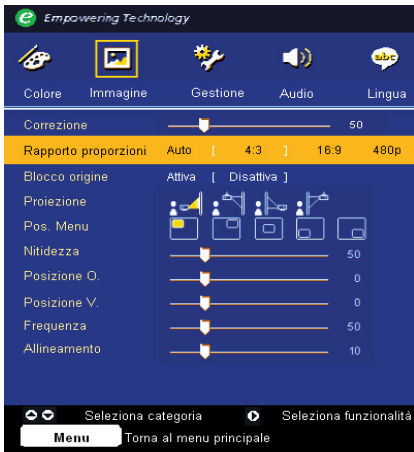 e Empowering Technology
abc
Colore Immagine Gestione Audio Lingua
Correzione 50
Rapporto proporzioni Auto [ 4:3 ] 16:9 480p
Blocco origine Attiva [ Disattiva ]
Proiezione
Pos. Menu
Nitidezza 50
Posizione O. 0
Posizione V. 0
Frequenza 50
Allineamento 10
Seleziona categoria Seleziona funzionalità
Menu Torna al menu principale